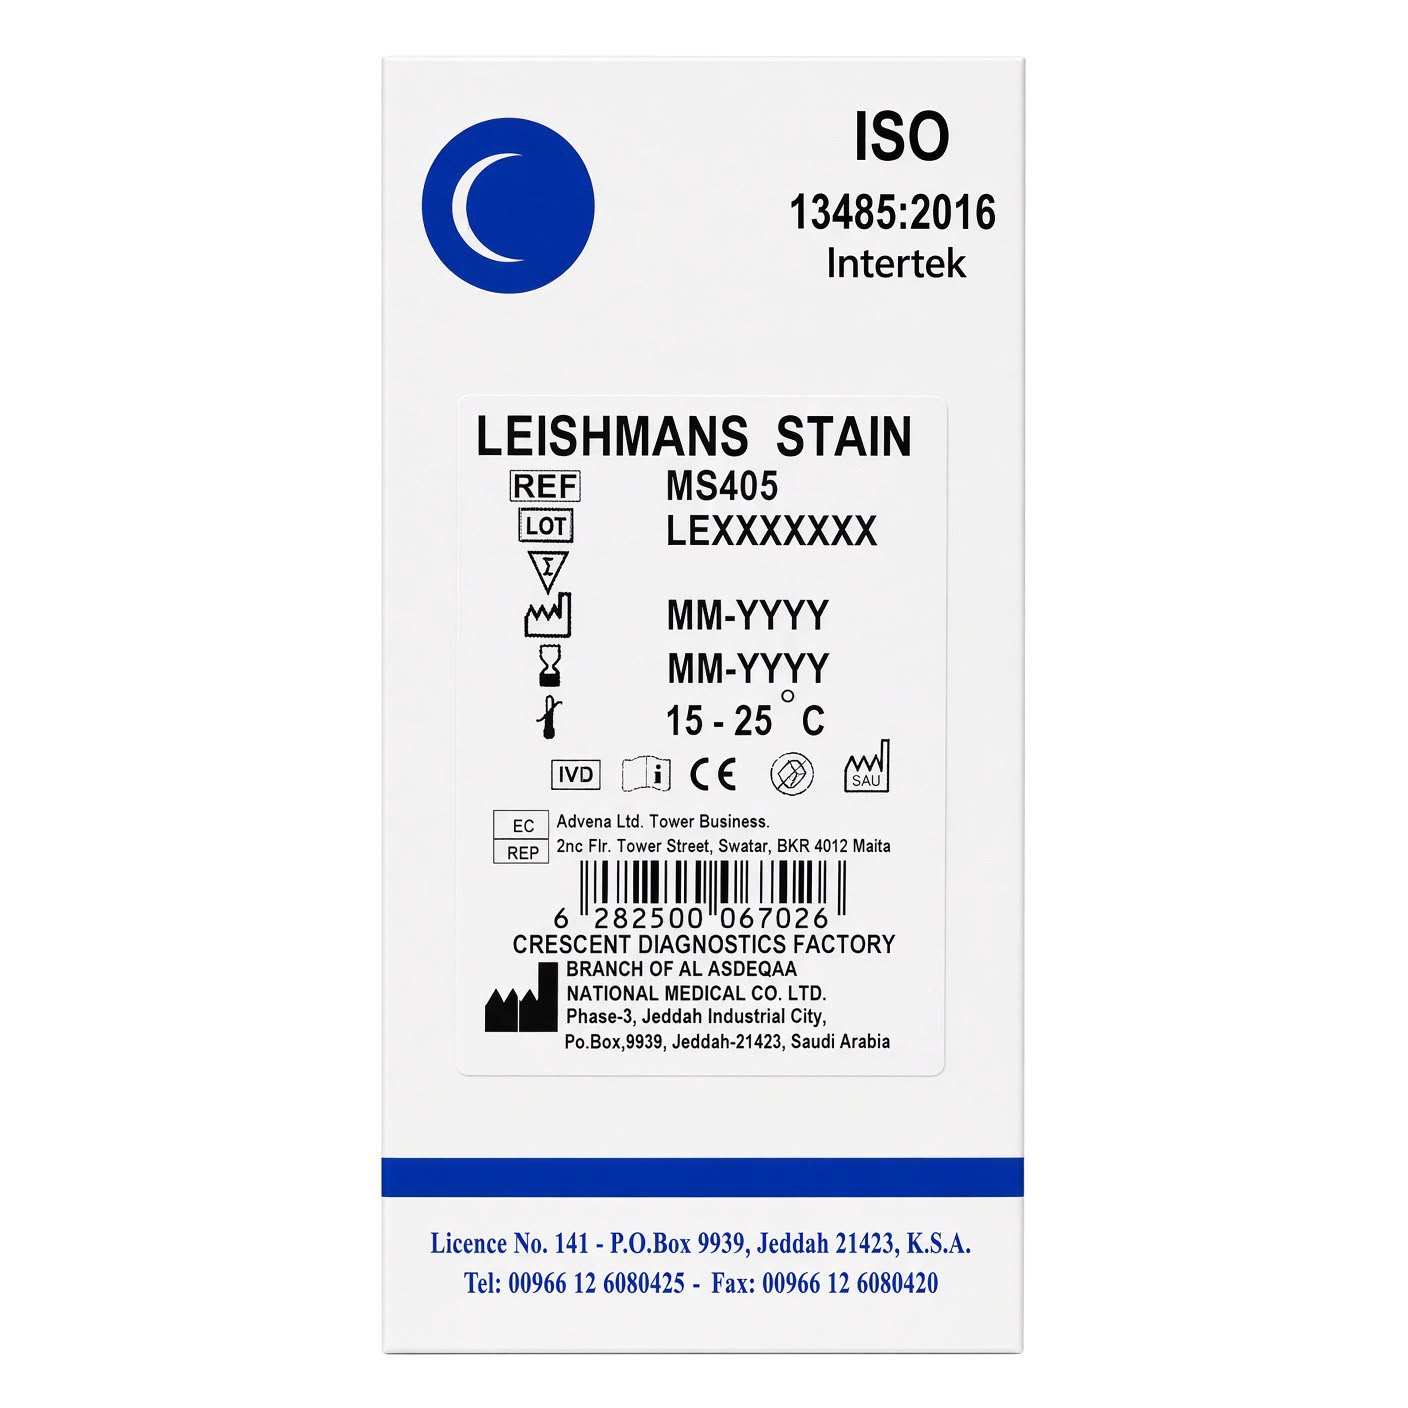 ISO
13485:2016
Intertek
LEISHMANS STAIN
REF MS405
LOT LEXXXXXXX
Σ
MM-YYYY
MM-YYYY
15 - 25 °C
IVD i CE SAU
EC Advena Ltd. Tower Business.
REP 2nc Flr. Tower Street, Swatar, BKR 4012 Maita
6 282500 067026
CRESCENT DIAGNOSTICS FACTORY
BRANCH OF AL ASDEQAA
NATIONAL MEDICAL CO. LTD.
Phase-3, Jeddah Industrial City,
Po.Box,9939, Jeddah-21423, Saudi Arabia
Licence No. 141 - P.O.Box 9939, Jeddah 21423, K.S.A.
Tel: 00966 12 6080425 - Fax: 00966 12 6080420